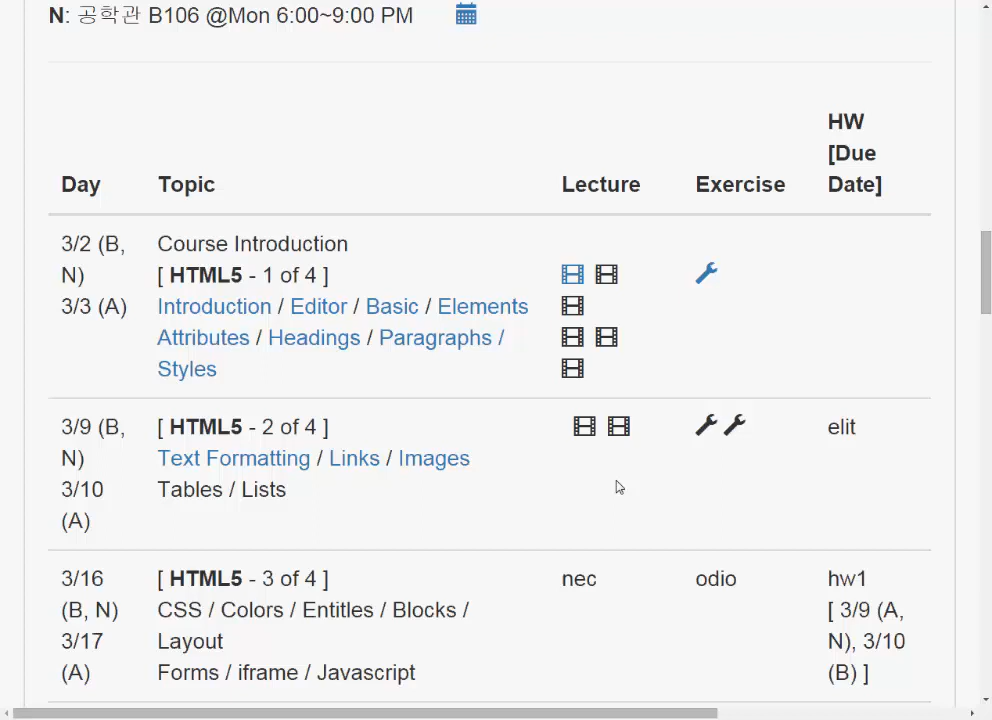 N: 공학관 B106 @Mon 6:00~9:00 PM
HW
[Due
Day Topic Lecture Exercise Date]
3/2 (B, Course Introduction
N) [ HTML5 - 1 of 4 ]
3/3 (A) Introduction / Editor / Basic / Elements
Attributes / Headings / Paragraphs /
Styles
3/9 (B, [ HTML5 - 2 of 4 ] elit
N) Text Formatting / Links / Images
3/10 Tables / Lists
(A)
3/16 [ HTML5 - 3 of 4 ] nec odio hw1
(B, N) CSS / Colors / Entitles / Blocks / [ 3/9 (A,
3/17 Layout N), 3/10
(A) Forms / iframe / Javascript (B) ]